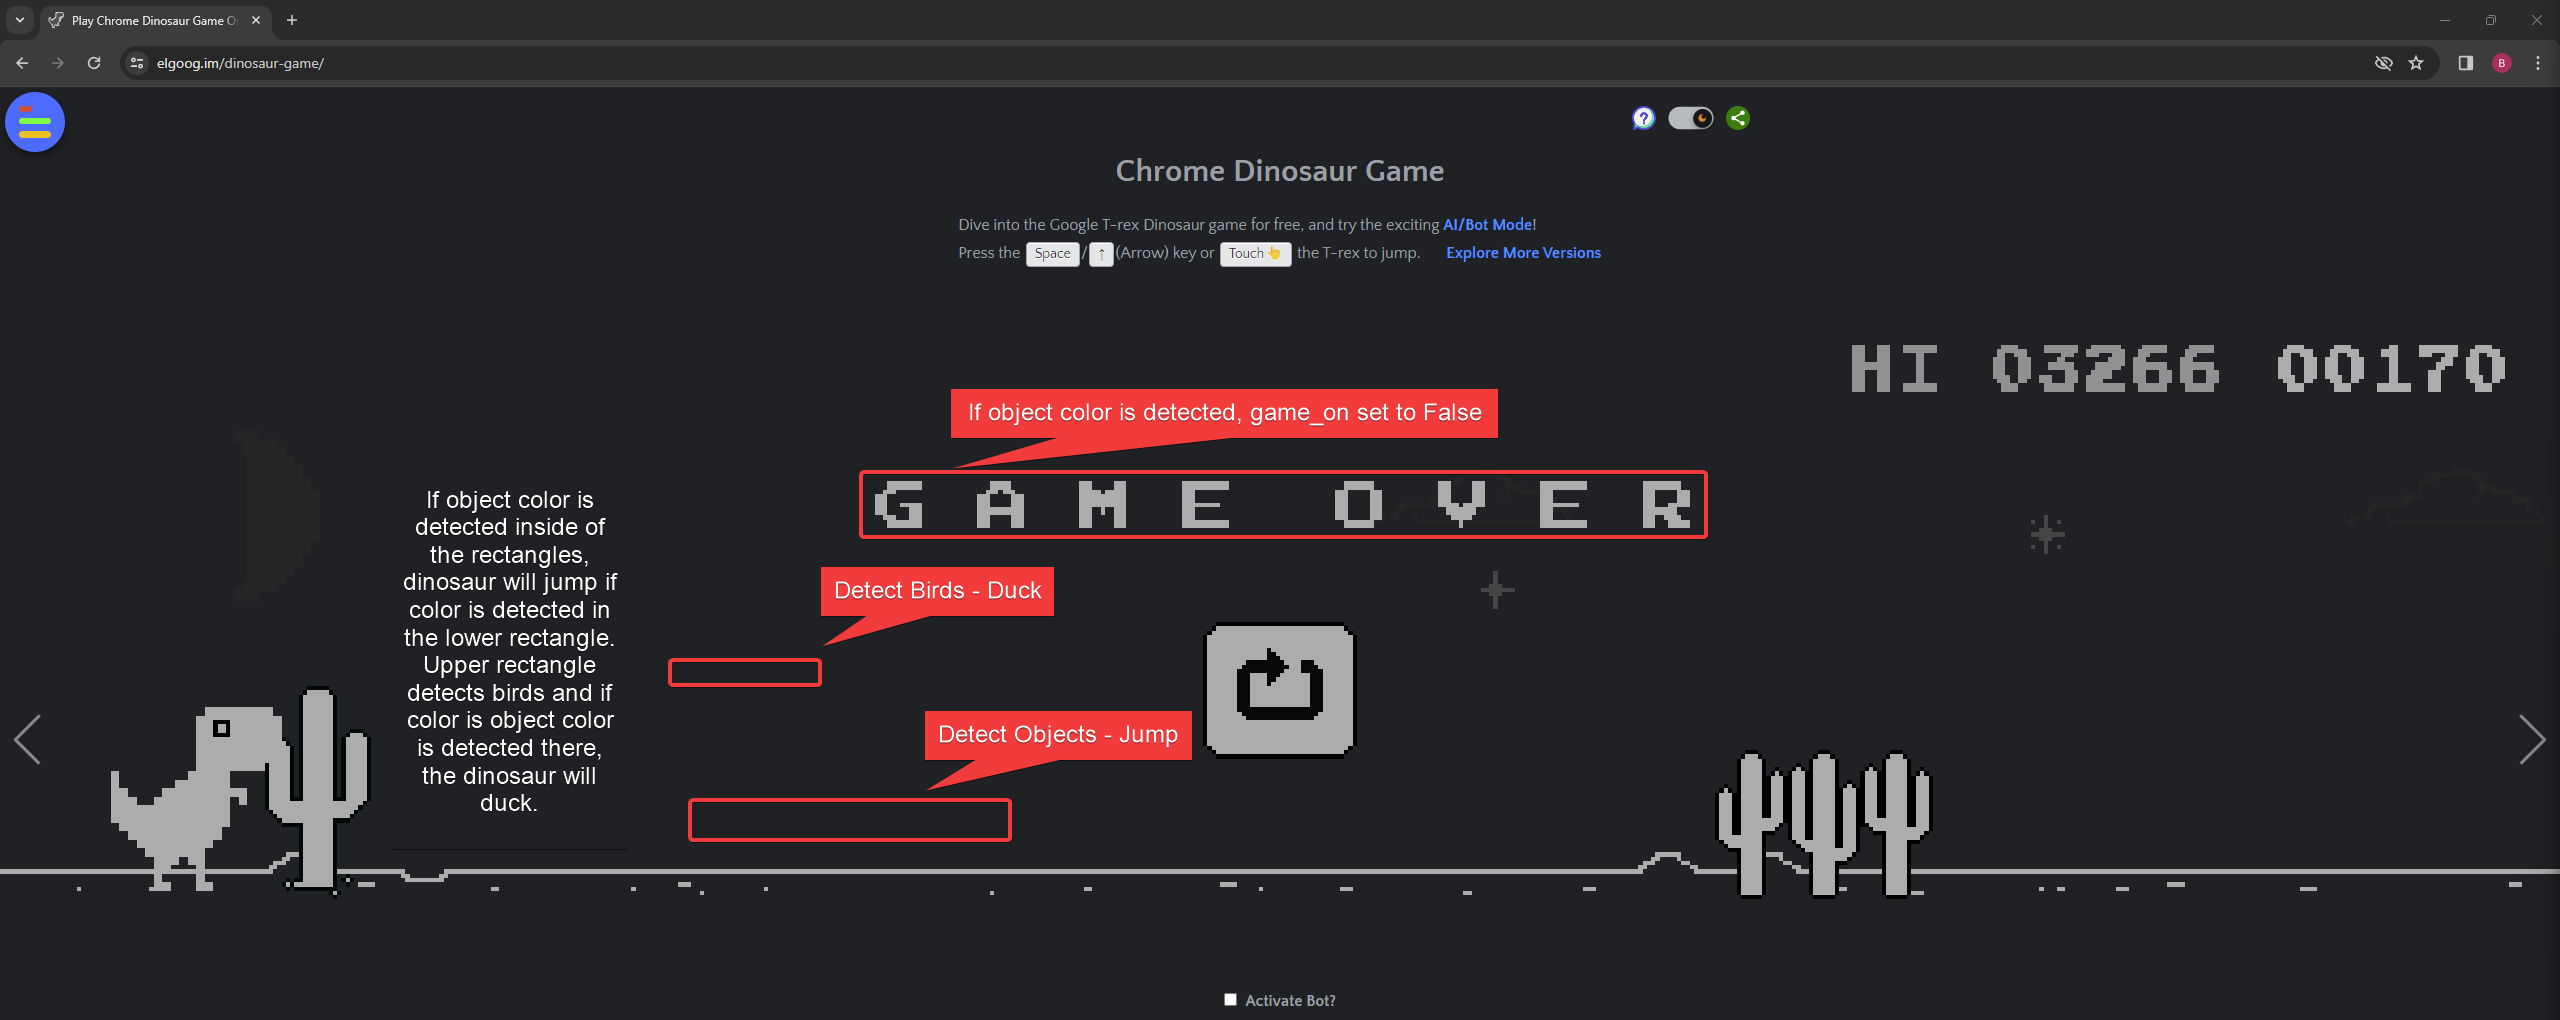 Play Chrome Dinosaur Game O
elgoog.im/dinosaur-game/
B
?
Chrome Dinosaur Game
Dive into the Google T-rex Dinosaur game for free, and try the exciting AI/Bot Mode!
Press the Space / ↑ (Arrow) key or Touch👆 the T-rex to jump. Explore More Versions
HI 03266 00170
If object color is detected, game_on set to False
GAME OVER
If object color is
detected inside of
the rectangles,
dinosaur will jump if
color is detected in
the lower rectangle.
Upper rectangle
detects birds and if
color is object color
is detected there,
the dinosaur will
duck.
Detect Birds - Duck
Detect Objects - Jump
Activate Bot?